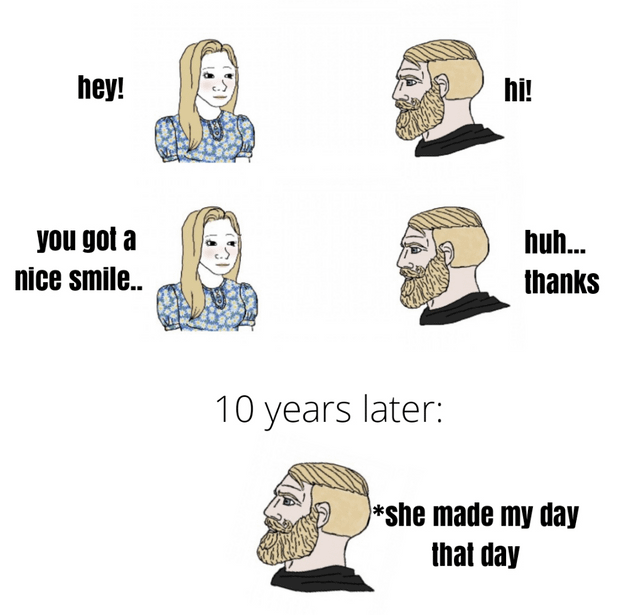 hey!
hi!
you got a
nice smile..
huh...
thanks
10 years later:
*she made my day
that day